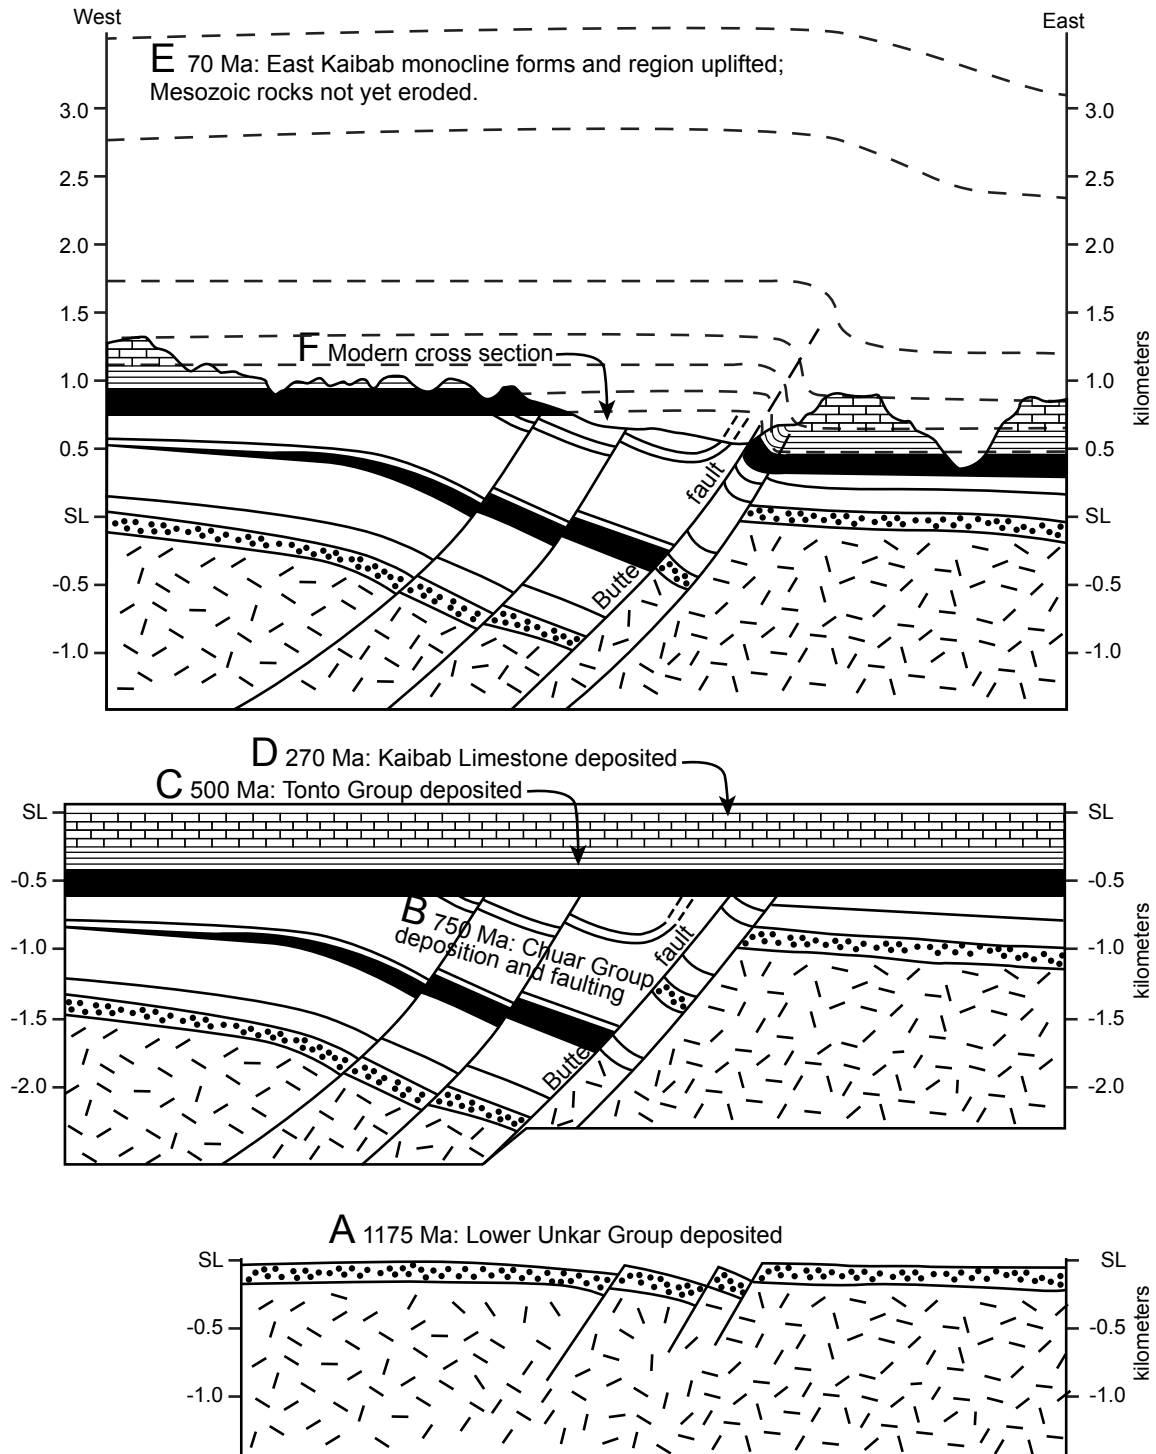 West
East
E 70 Ma: East Kaibab monocline forms and region uplifted;
Mesozoic rocks not yet eroded.
3.0
3.0
2.5
2.5
2.0
2.0
1.5
1.5
F Modern cross section
1.0
1.0
kilometers
0.5
0.5
fault
SL
SL
-0.5
-0.5
Butte
-1.0
-1.0
D 270 Ma: Kaibab Limestone deposited
C 500 Ma: Tonto Group deposited
SL
SL
-0.5
-0.5
B 750 Ma: Chuar Group
deposition and faulting
fault
kilometers
-1.0
-1.0
-1.5
-1.5
Butte
-2.0
-2.0
A 1175 Ma: Lower Unkar Group deposited
SL
SL
-0.5
-0.5
kilometers
-1.0
-1.0